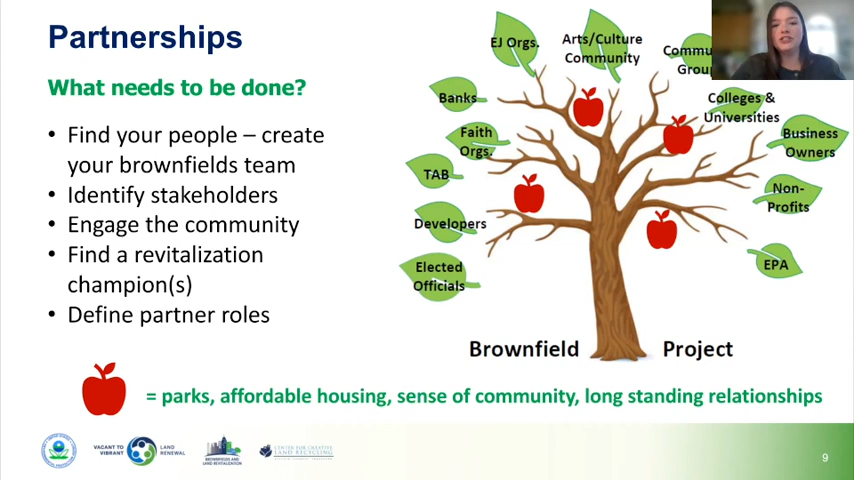 Partnerships
What needs to be done?
• Find your people – create
your brownfields team
• Identify stakeholders
• Engage the community
• Find a revitalization
champion(s)
• Define partner roles
EJ Orgs.
Arts/Culture
Community
Commu
Grou
Banks
Colleges &
Universities
Faith
Orgs.
Business
Owners
TAB
Non-
Profits
Developers
EPA
Elected
Officials
Brownfield Project
= parks, affordable housing, sense of community, long standing relationships
VACANT TO
VIBRANT
LAND
RENEWAL
BROWNFIELDS AND
LAND REVITALIZATION
CENTER FOR CREATIVE
LAND RECYCLING
9